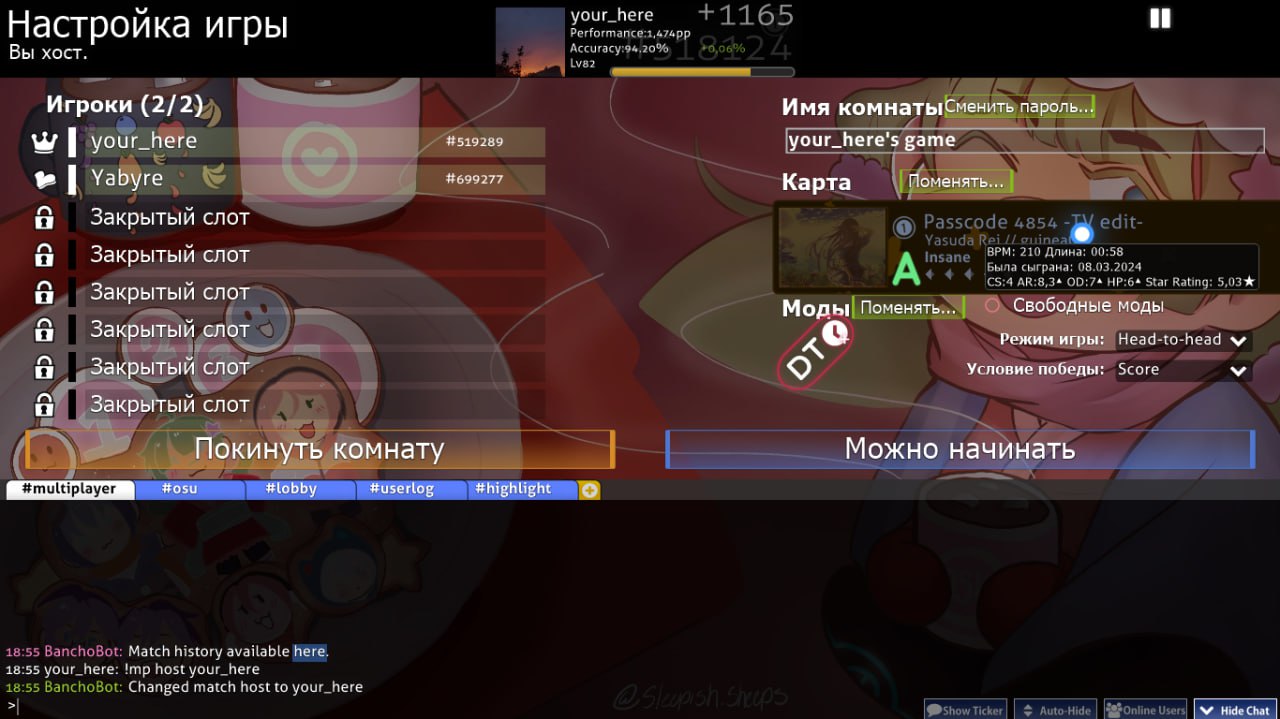 Настройка игры
Вы хост.
your_here
Performance:1,474pp
Accuracy:94,20%
+0,06%
Lv82
+1165
#518124
Игроки (2/2)
your_here #519289
Yabyre #699277
Закрытый слот
Закрытый слот
Закрытый слот
Закрытый слот
Закрытый слот
Закрытый слот
Имя комнаты Сменить пароль...
your_here's game
Карта Поменять...
Passcode 4854 -TV edit-
Yasuda Rei //
Insane
A
BPM: 210 Длина: 00:58
Была сыграна: 08.03.2024
CS:4 AR:8,3▲ OD:7▲ HP:6▲ Star Rating: 5,03★
Моды Поменять... Свободные моды
DT
Режим игры: Head-to-head
Условие победы: Score
Покинуть комнату
Можно начинать
#multiplayer #osu #lobby #userlog #highlight
18:55 BanchoBot: Match history available here.
18:55 your_here: !mp host your_here
18:55 BanchoBot: Changed match host to your_here
>
@Sleepish.Sheeps
Show Ticker Auto-Hide Online Users Hide Chat